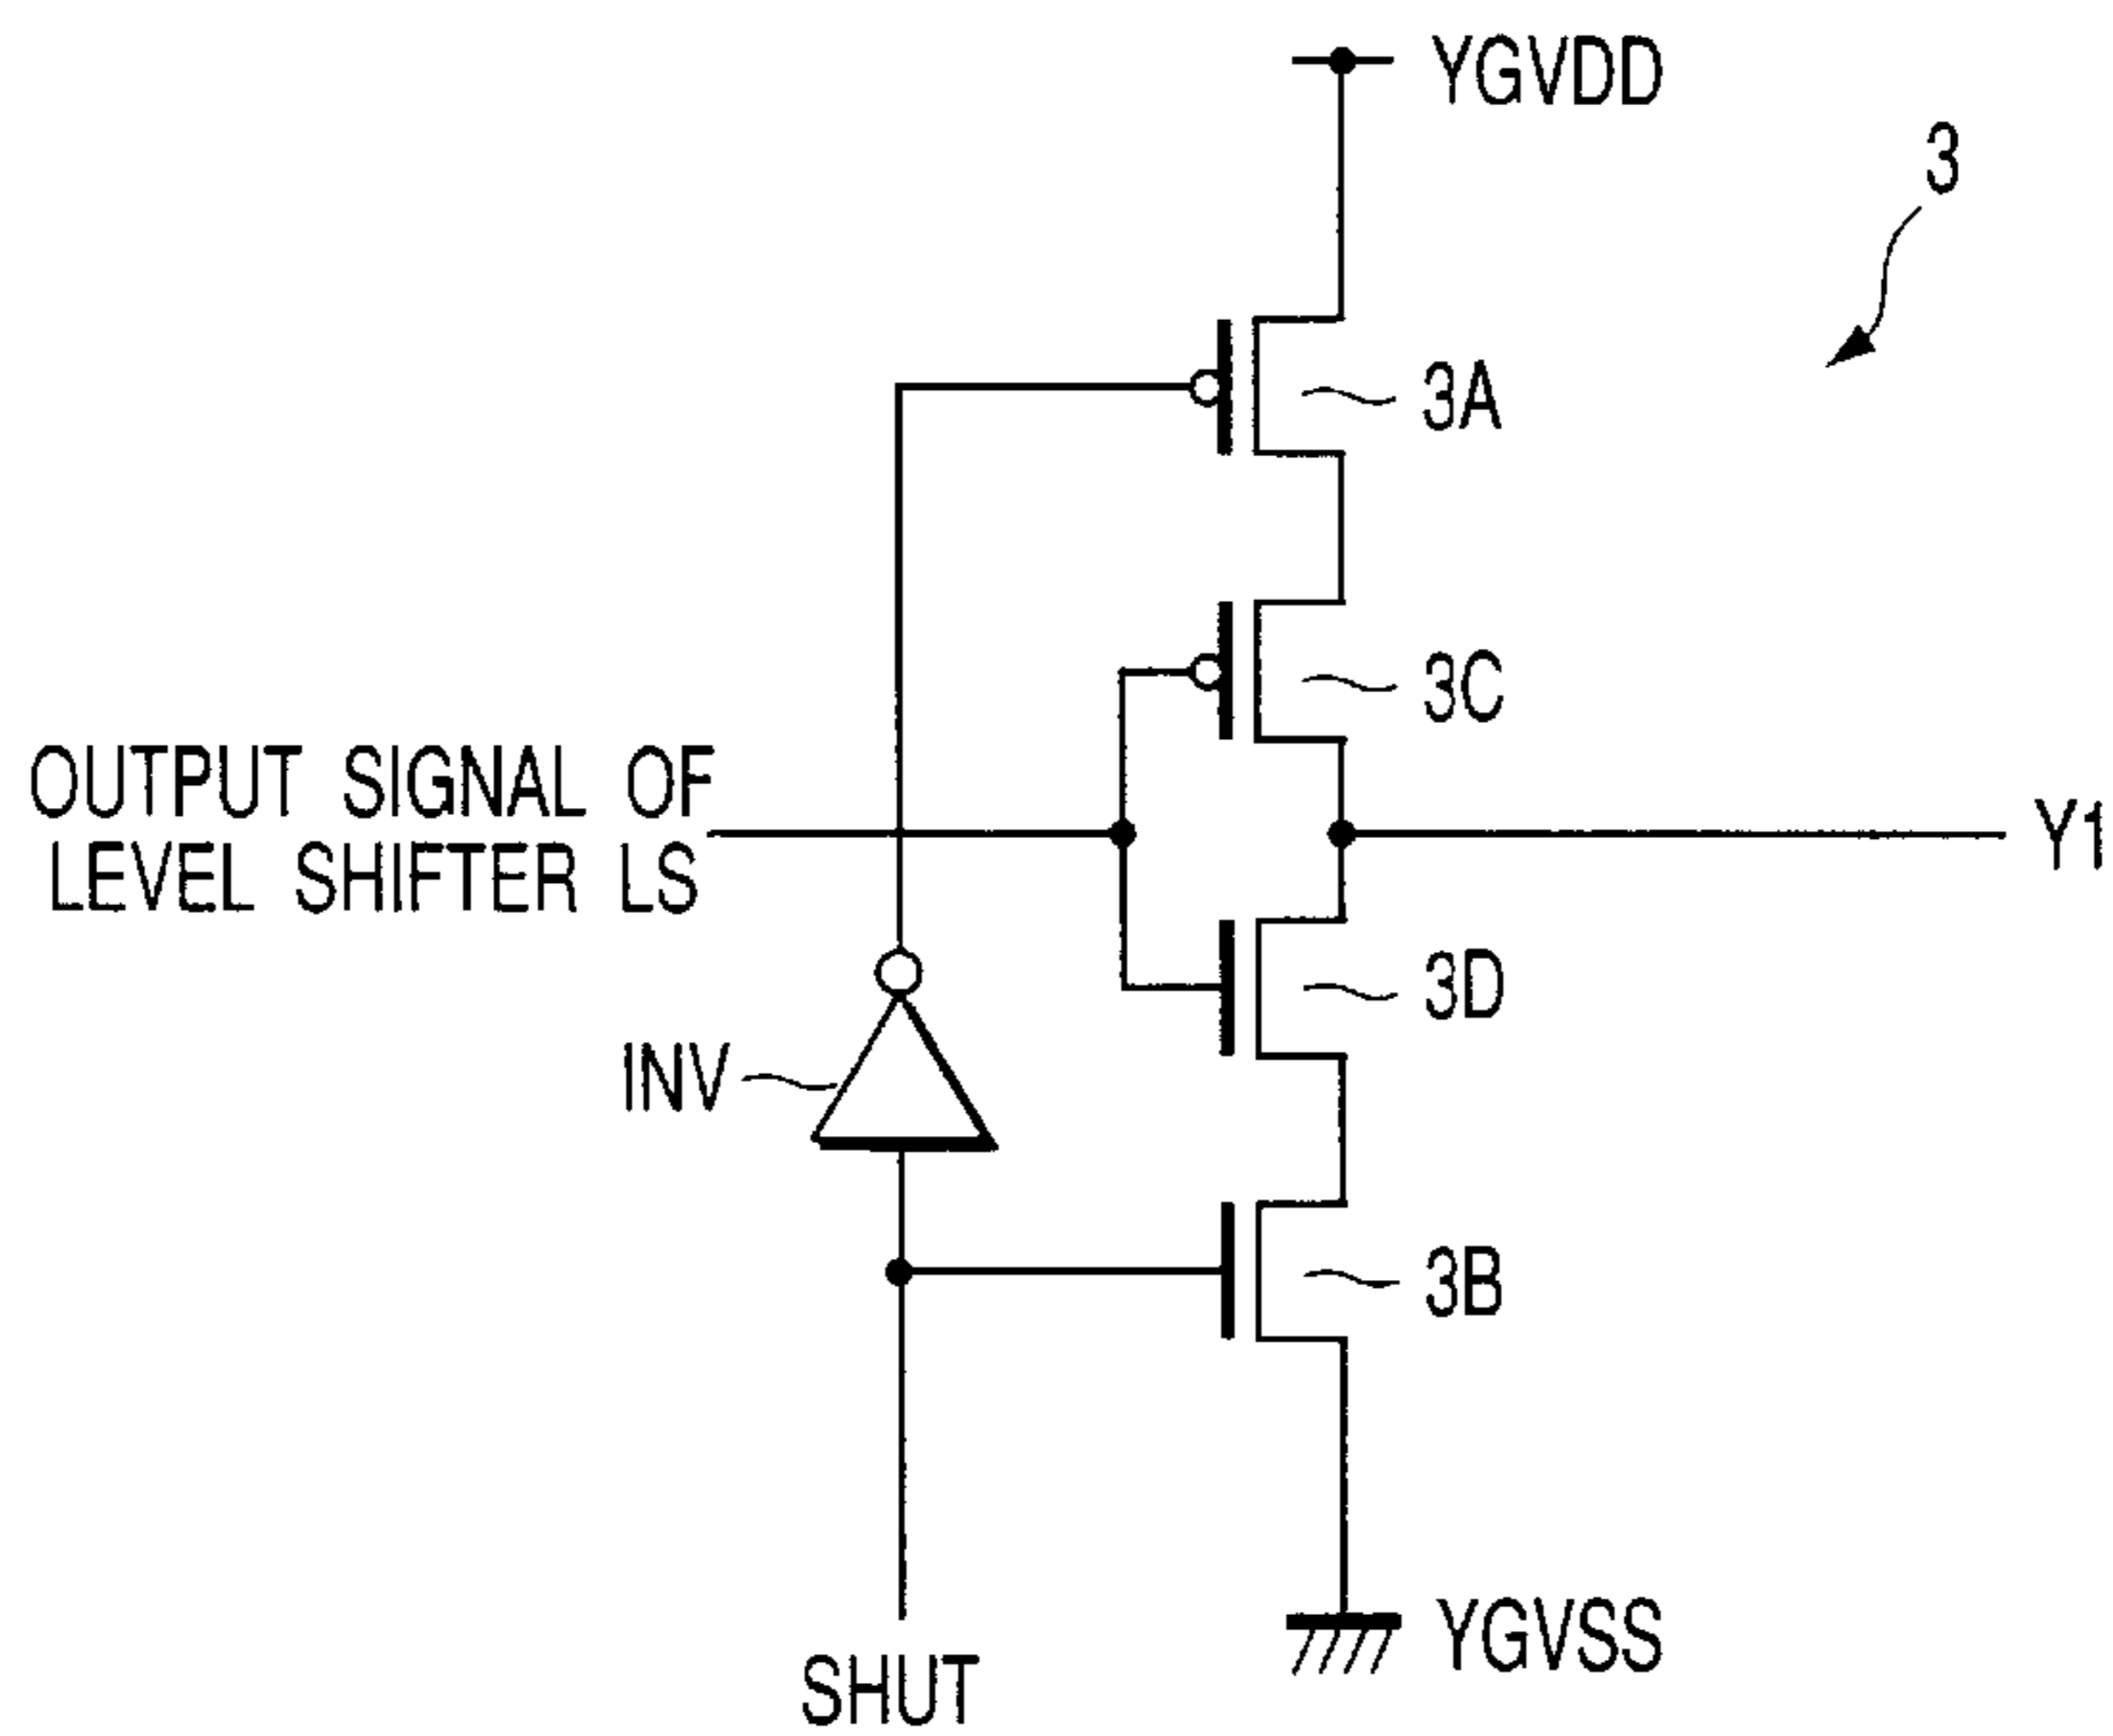 YGVDD
3
3A
3C
OUTPUT SIGNAL OF
LEVEL SHIFTER LS
Y1
3D
INV
3B
YGVSS
SHUT